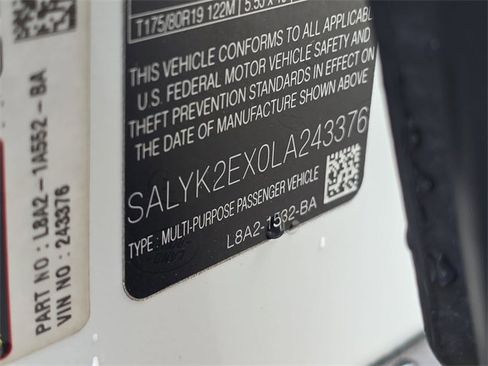 T175/80R19 122M
THIS VEHICLE CONFORMS TO ALL APPLICABLE
U.S. FEDERAL MOTOR VEHICLE SAFETY AND
THEFT PREVENTION STANDARDS IN EFFECT ON
THE DATE OF MANUFACTURE SHOWN ABOVE
SALYK2EX0LA243376
TYPE : MULTI-PURPOSE PASSENGER VEHICLE
L8A2-1532-BA
PART NO : L8A2-1A552-BA
VIN NO : 243376